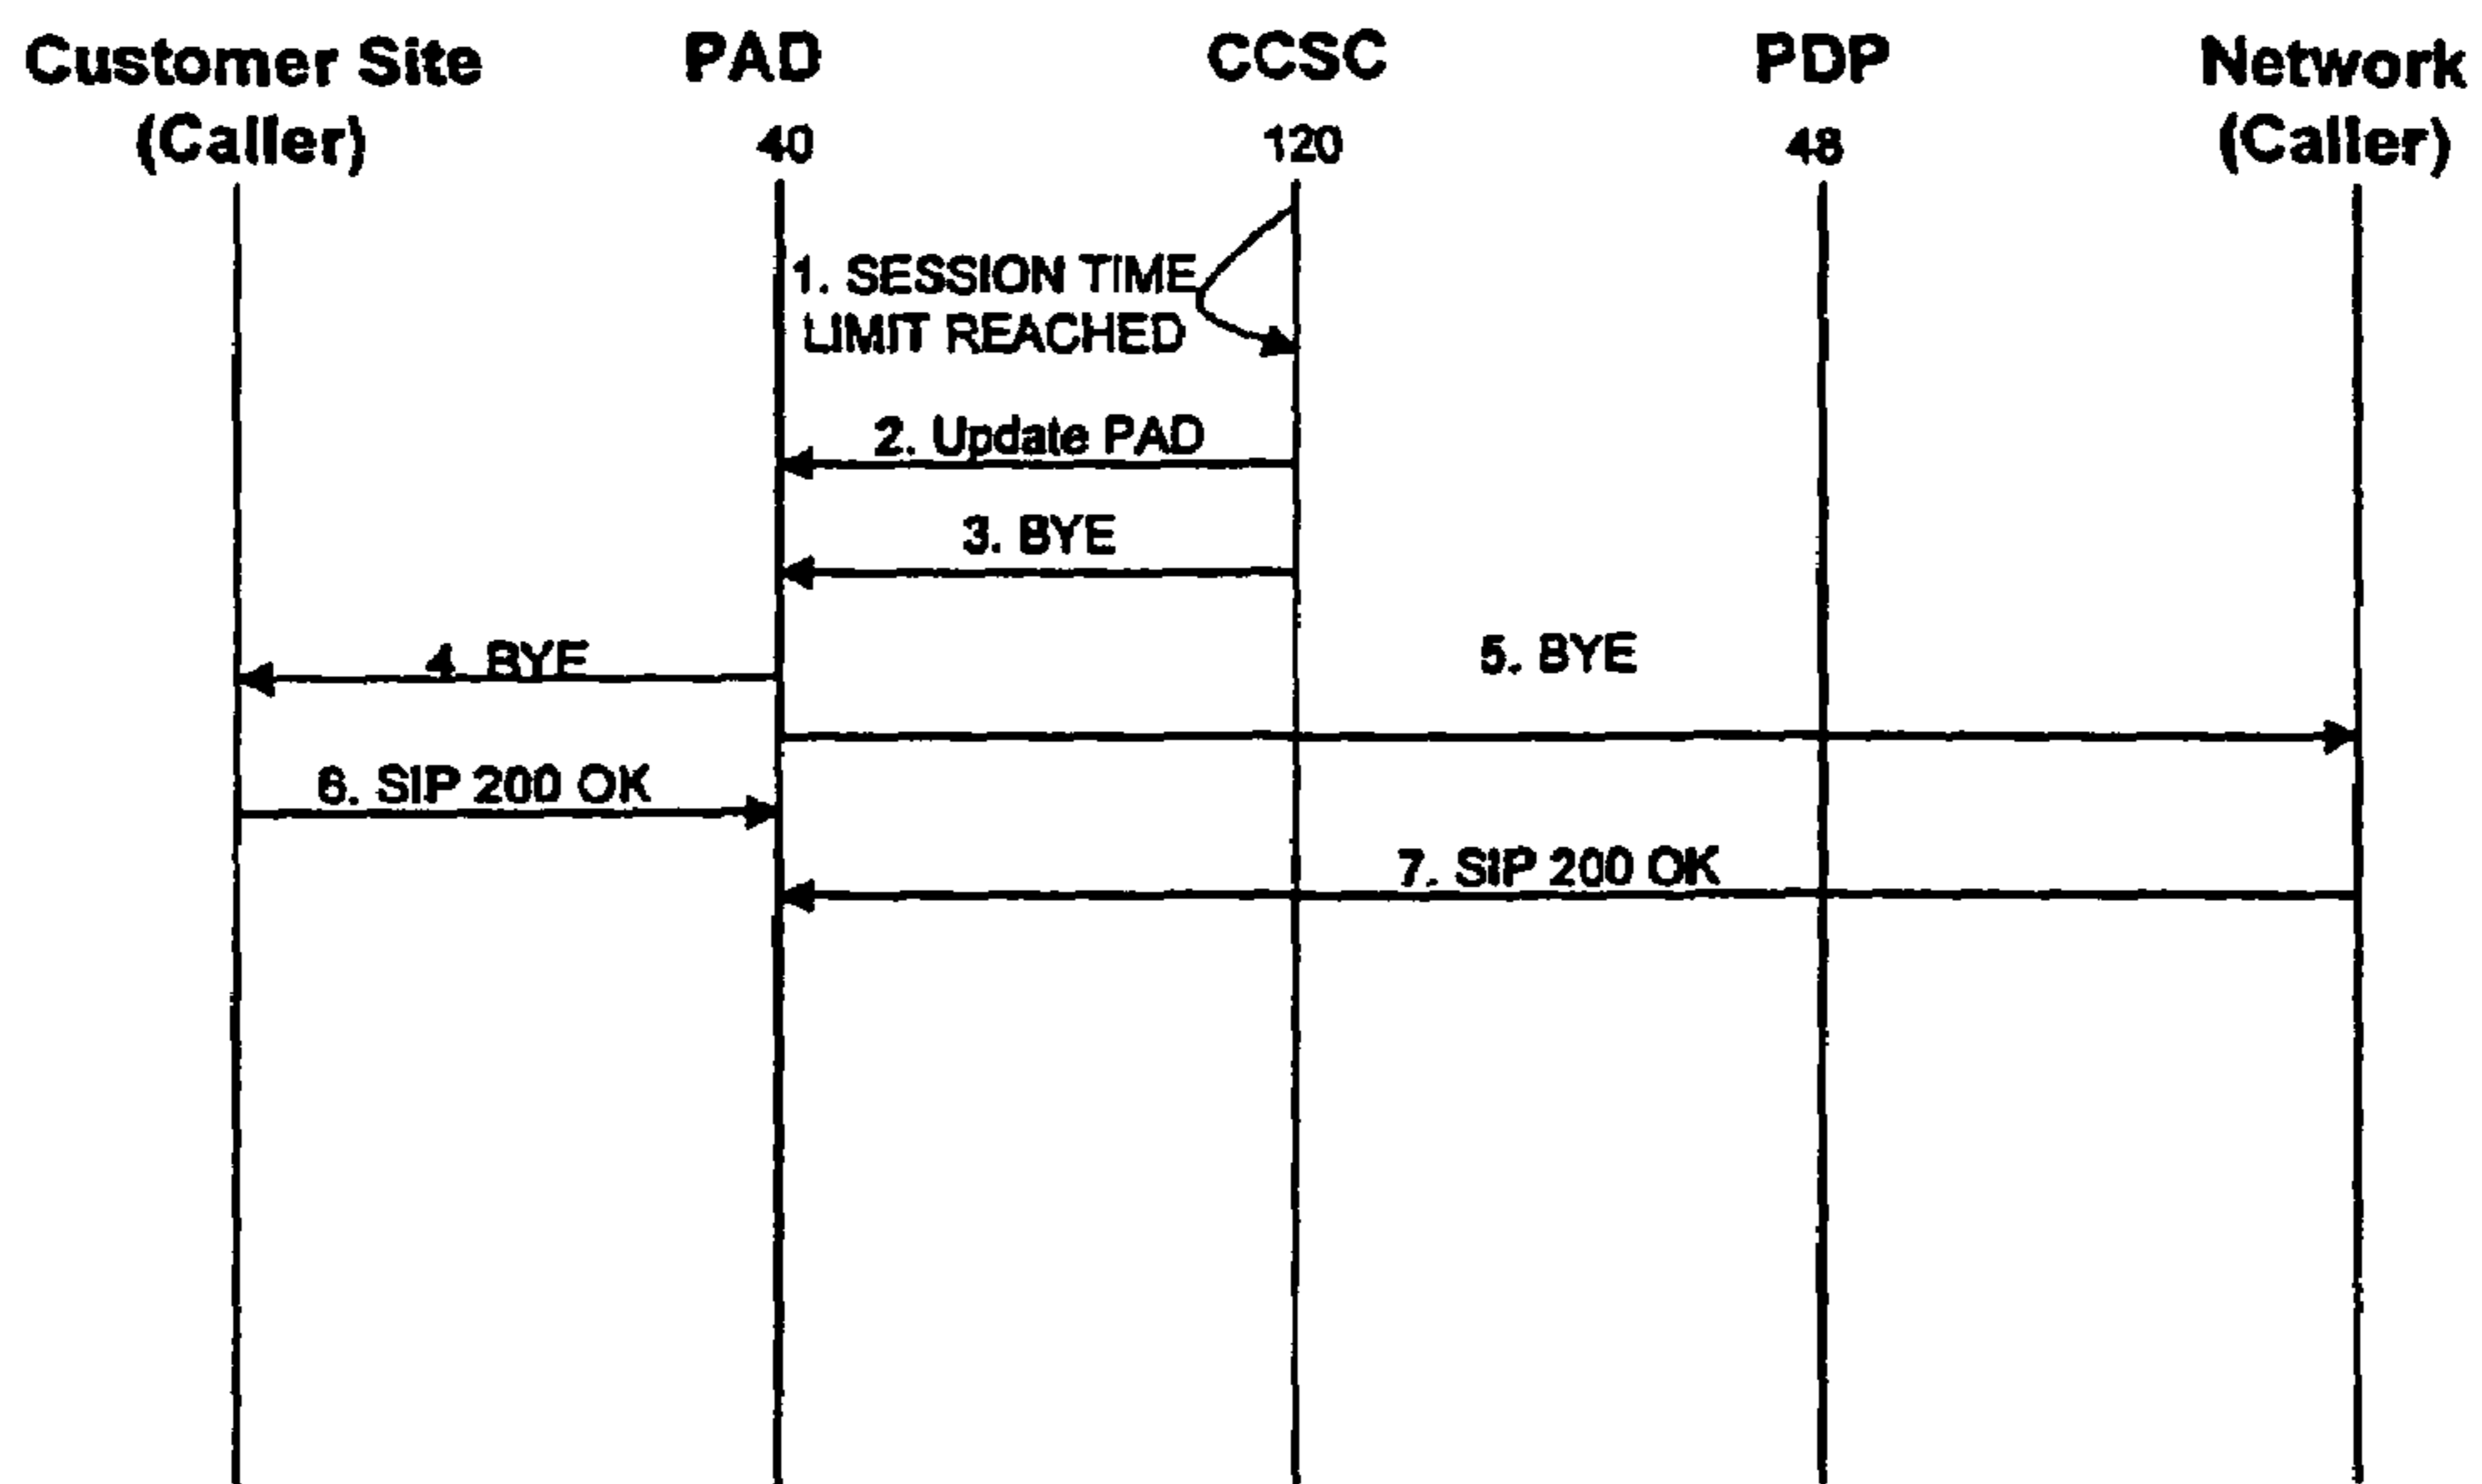 Customer Site
(Caller)
PAD
40
CCSC
120
PDP
48
Network
(Caller)
1. SESSION TIME
LIMIT REACHED
2. Update PAD
3. BYE
4. BYE
5. BYE
6. SIP 200 OK
7. SIP 200 OK